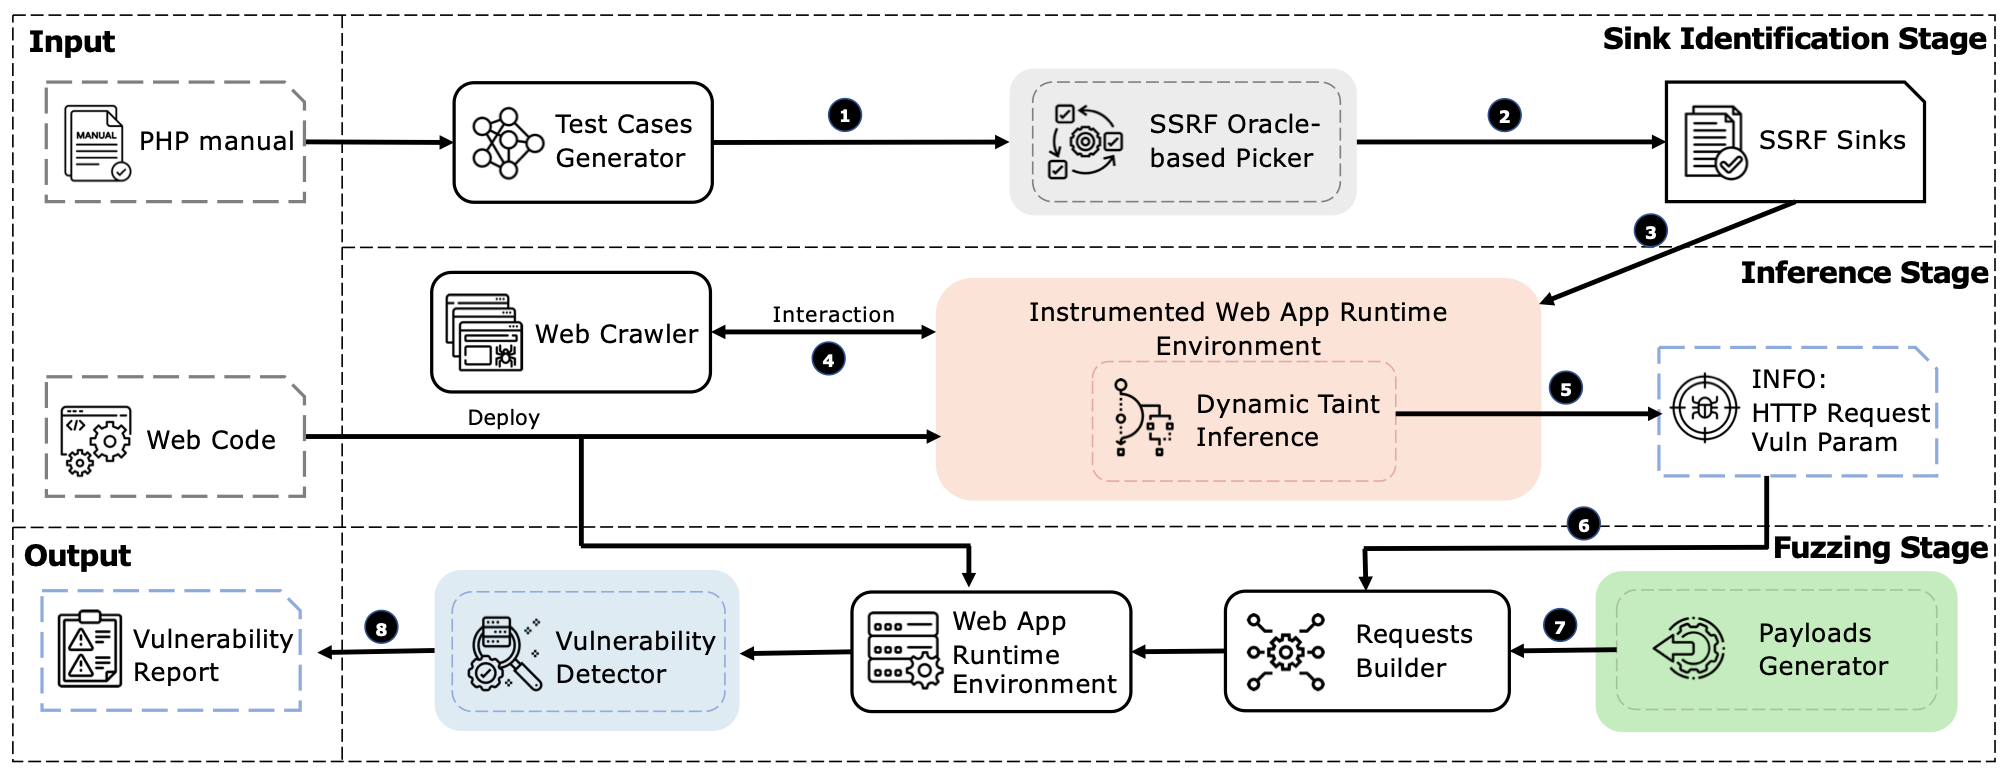 Input
Sink Identification Stage
MANUAL
PHP manual
Test Cases
Generator
1
SSRF Oracle-
based Picker
2
SSRF Sinks
3
Inference Stage
Web Crawler
Interaction
4
Instrumented Web App Runtime
Environment
Dynamic Taint
Inference
5
INFO:
HTTP Request
Vuln Param
Web Code
Deploy
6
Output
Fuzzing Stage
Vulnerability
Report
8
Vulnerability
Detector
Web App
Runtime
Environment
Requests
Builder
7
Payloads
Generator